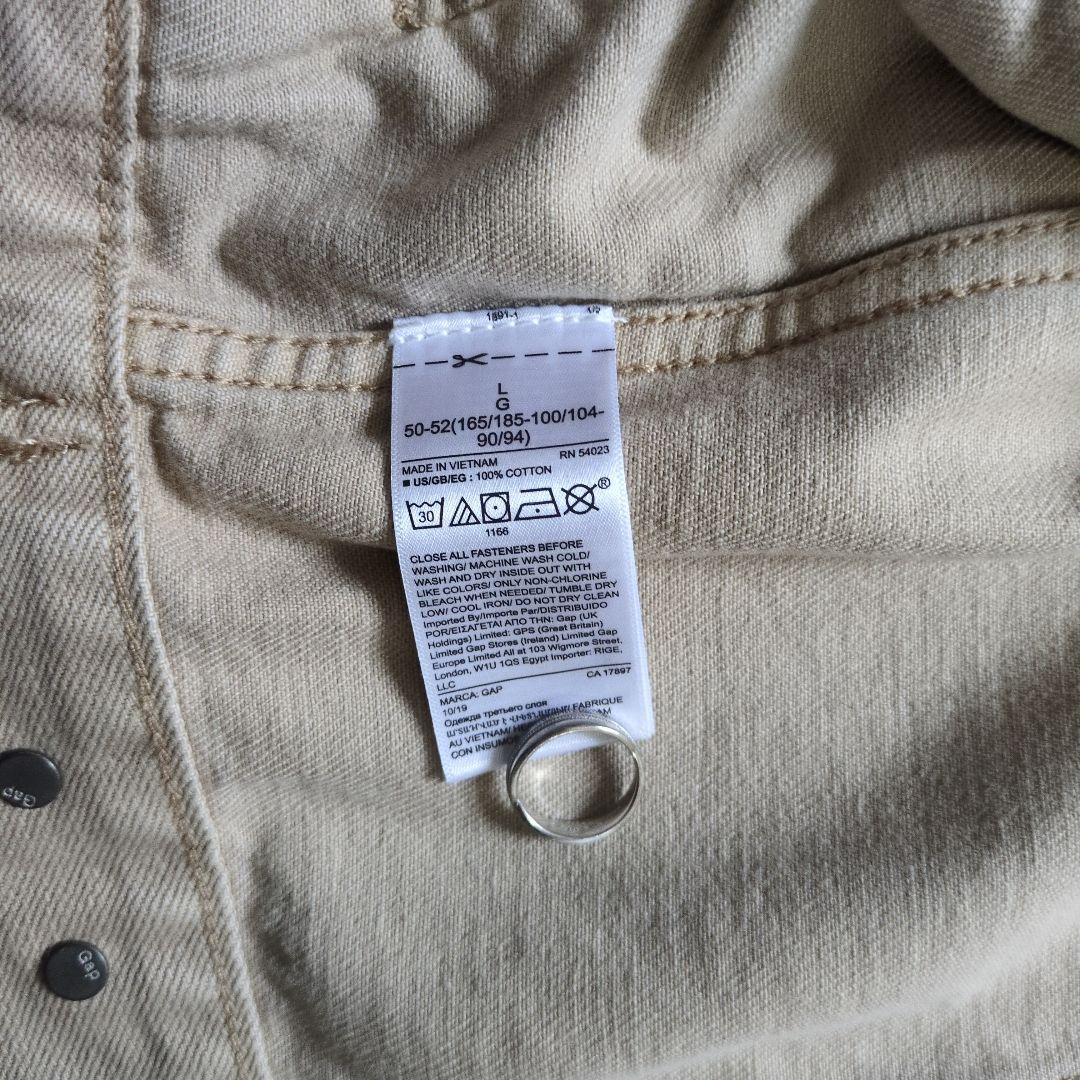 1891-1
L
G
50-52(165/185-100/104-
90/94)
MADE IN VIETNAM RN 54023
US/GB/EG : 100% COTTON
30 ®
1166
CLOSE ALL FASTENERS BEFORE
WASHING/ MACHINE WASH COLD/
WASH AND DRY INSIDE OUT WITH
LIKE COLORS/ ONLY NON-CHLORINE
BLEACH WHEN NEEDED/ TUMBLE DRY
LOW/ COOL IRON/ DO NOT DRY CLEAN
Imported By/Importe Par/DISTRIBUIDO
POR/ΕΙΣΑΓΕΤΑΙ ΑΠΟ ΤΗΝ: Gap (UK
Holdings) Limited: GPS (Great Britain)
Limited Gap Stores (Ireland) Limited Gap
Europe Limited All at 103 Wigmore Street,
London, W1U 1QS Egypt Importer: RIGE,
LLC CA 17897
MARCA: GAP
10/19
Одежда третьего слоя
FABRIQUE
AU VIETNAM/
CON INSUMOS
Gap
Gap